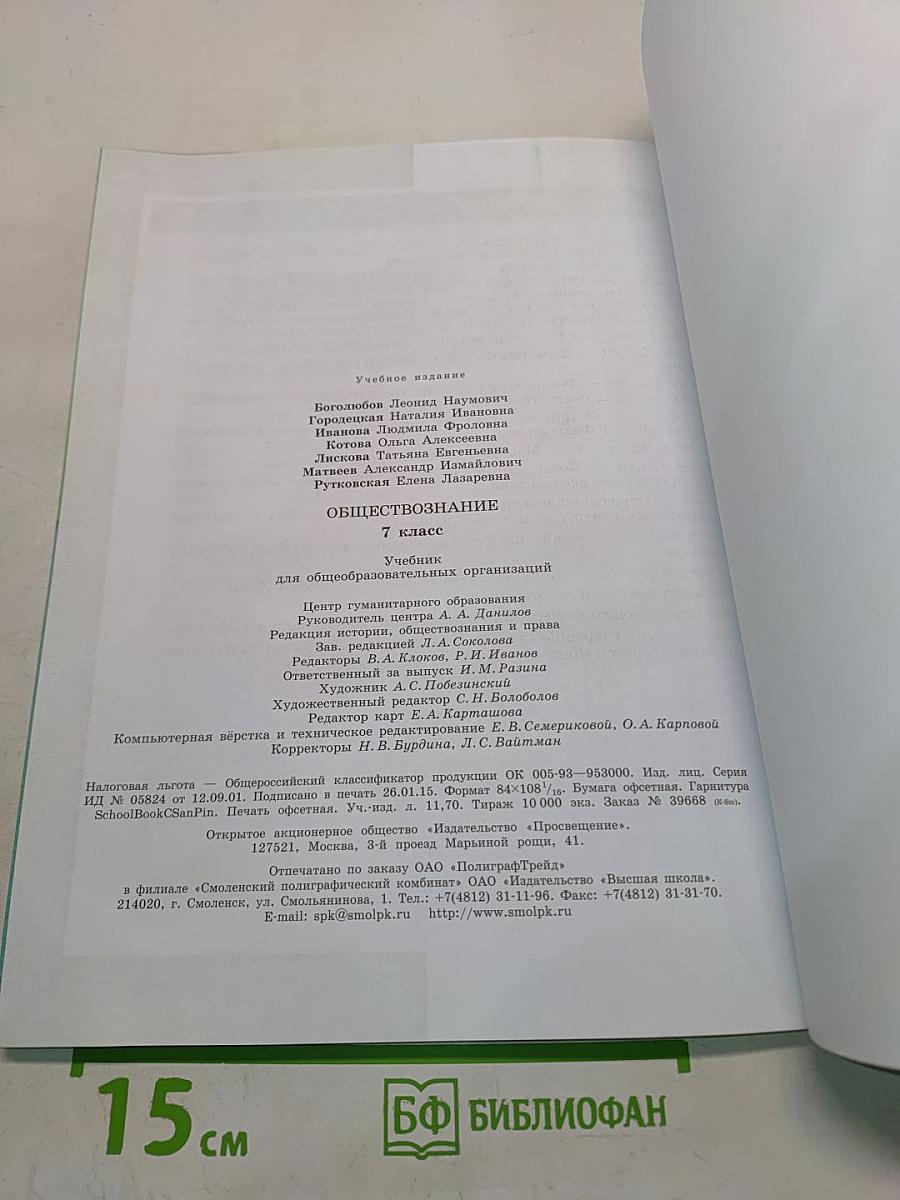 Учебное издание
Боголюбов Леонид Наумович
Городецкая Наталия Ивановна
Иванова Людмила Фроловна
Котова Ольга Алексеевна
Лискова Татьяна Евгеньевна
Матвеев Александр Измайлович
Рутковская Елена Лазаревна
ОБЩЕСТВОЗНАНИЕ
7 класс
Учебник
для общеобразовательных организаций
Центр гуманитарного образования
Руководитель центра А. А. Данилов
Редакция истории, обществознания и права
Зав. редакцией Л. А. Соколова
Редакторы В. А. Клоков, Р. И. Иванов
Ответственный за выпуск И. М. Разина
Художник А. С. Побезинский
Художественный редактор С. Н. Болоболов
Редактор карт Е. А. Карташова
Компьютерная вёрстка и техническое редактирование Е. В. Семериковой, О. А. Карповой
Корректоры Н. В. Бурдина, Л. С. Вайтман
Налоговая льгота — Общероссийский классификатор продукции ОК 005-93—953000. Изд. лиц. Серия
ИД № 05824 от 12.09.01. Подписано в печать 26.01.15. Формат 84×108 1/16. Бумага офсетная. Гарнитура
SchoolBookCSanPin. Печать офсетная. Уч.-изд. л. 11,70. Тираж 10 000 экз. Заказ № 39668 (К-Sm).
Открытое акционерное общество «Издательство «Просвещение».
127521, Москва, 3-й проезд Марьиной рощи, 41.
Отпечатано по заказу ОАО «ПолиграфТрейд»
в филиале «Смоленский полиграфический комбинат» ОАО «Издательство «Высшая школа».
214020, г. Смоленск, ул. Смольянинова, 1. Тел.: +7(4812) 31-11-96. Факс: +7(4812) 31-31-70.
E-mail: spk@smolpk.ru http://www.smolpk.ru
15 см
БФ БИБЛИОФАН